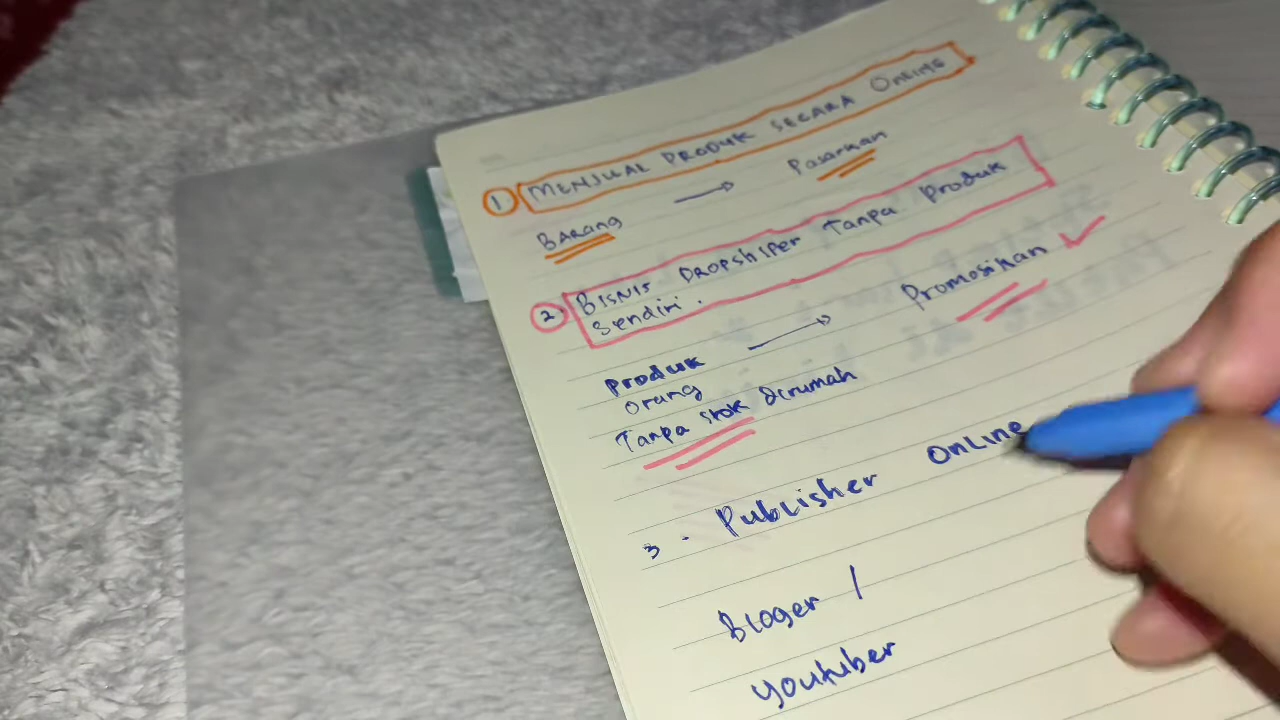 1 MENJUAL PRODUK SECARA ONLINE
BARang → Pasarkan
2. BISNIS DROPSHIPER Tanpa Produk
Sendiri.
Produk → Promosikan ✓
orang
Tanpa stok dirumah
3. Publisher OnLine
Bloger /
youtuber